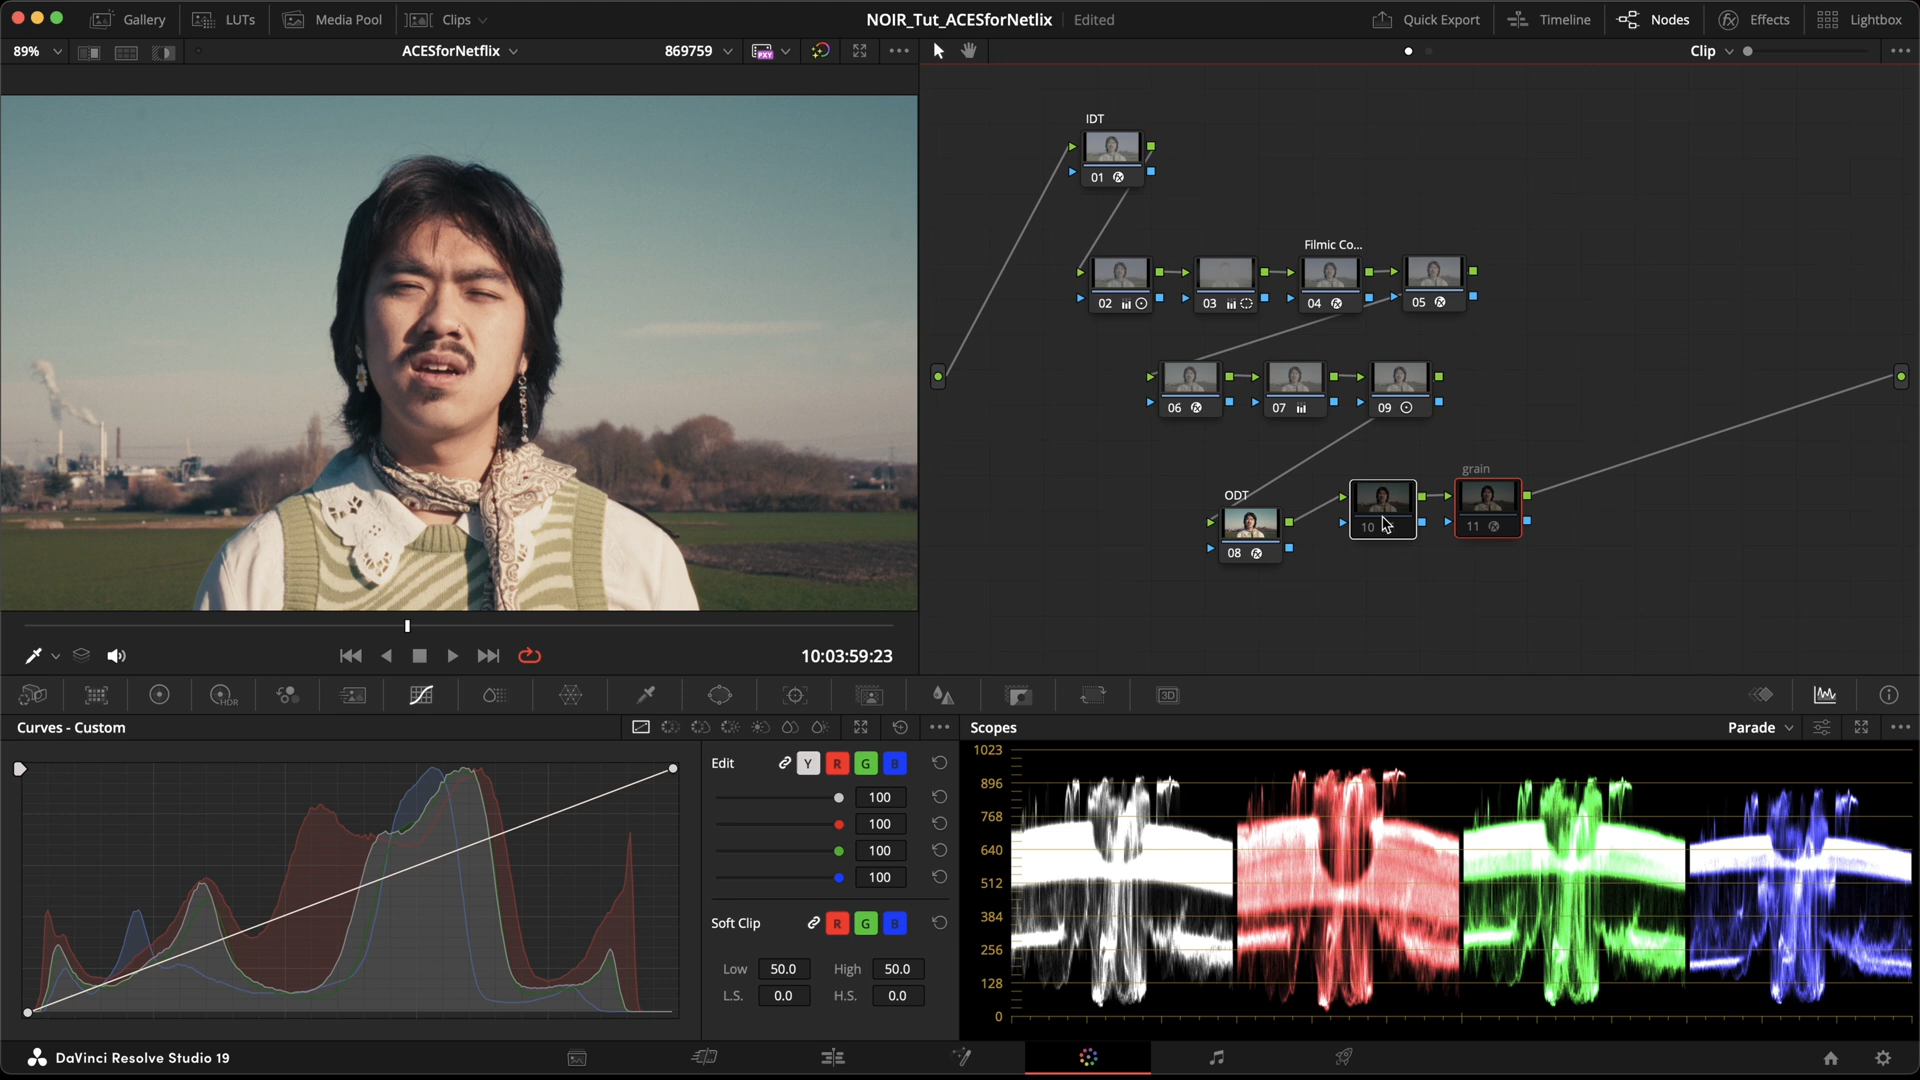 Gallery LUTs Media Pool Clips NOIR_Tut_ACESforNetlix Edited Quick Export Timeline Nodes Effects Lightbox
89% ACESforNetflix 869759 PXY Clip
IDT
01
Filmic Co...
02 03 04 05
06 07 09
grain
ODT
10 11
08
10:03:59:23
HDR 3D
Curves - Custom Scopes Parade
Edit Y R G B
100
100
100
100
Soft Clip R G B
Low 50.0 High 50.0
L.S. 0.0 H.S. 0.0
1023
896
768
640
512
384
256
128
0
DaVinci Resolve Studio 19